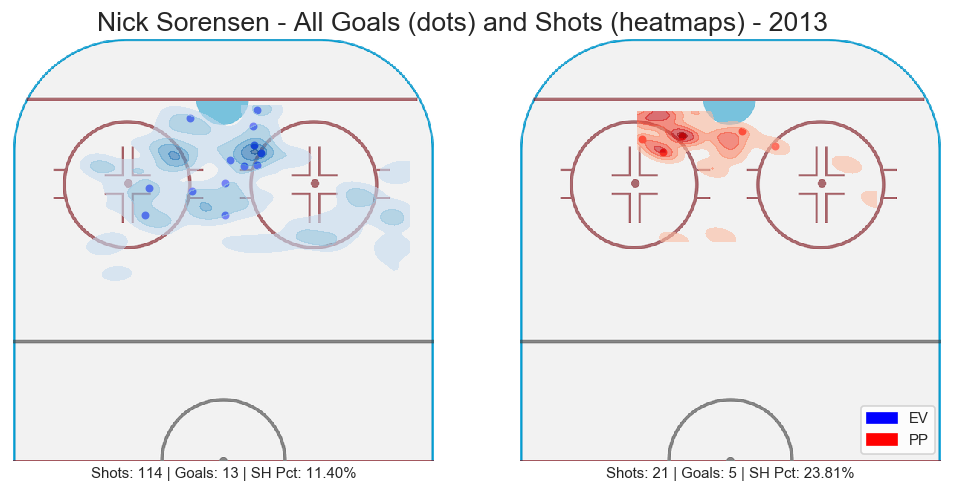 Nick Sorensen - All Goals (dots) and Shots (heatmaps) - 2013
EV
PP
Shots: 114 | Goals: 13 | SH Pct: 11.40%
Shots: 21 | Goals: 5 | SH Pct: 23.81%